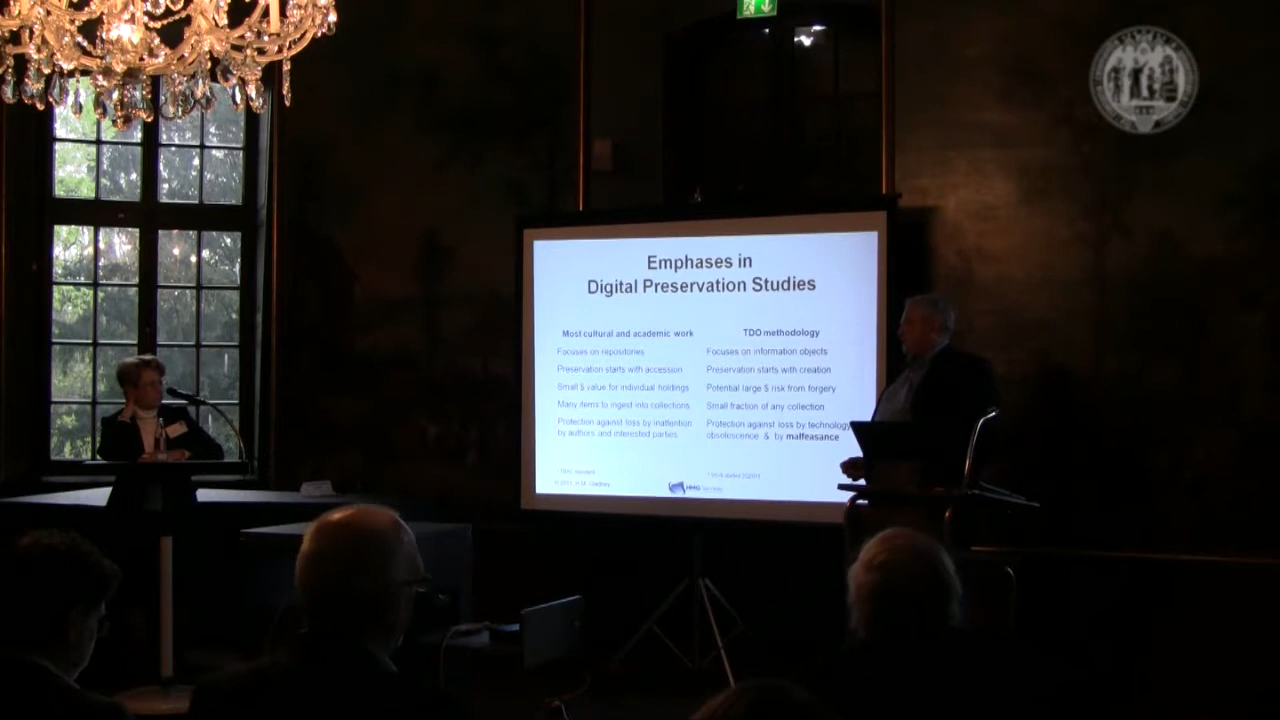 Emphases in
Digital Preservation Studies
Most cultural and academic work
Focuses on repositories
Preservation starts with accession
Small $ value for individual holdings
Many items to ingest into collections
Protection against loss by inattention
by authors and interested parties
TDO methodology
Focuses on information objects
Preservation starts with creation
Potential large $ risk from forgery
Small fraction of any collection
Protection against loss by technology
obsolescence & by malfeasance
H.M. Gladney
HMG